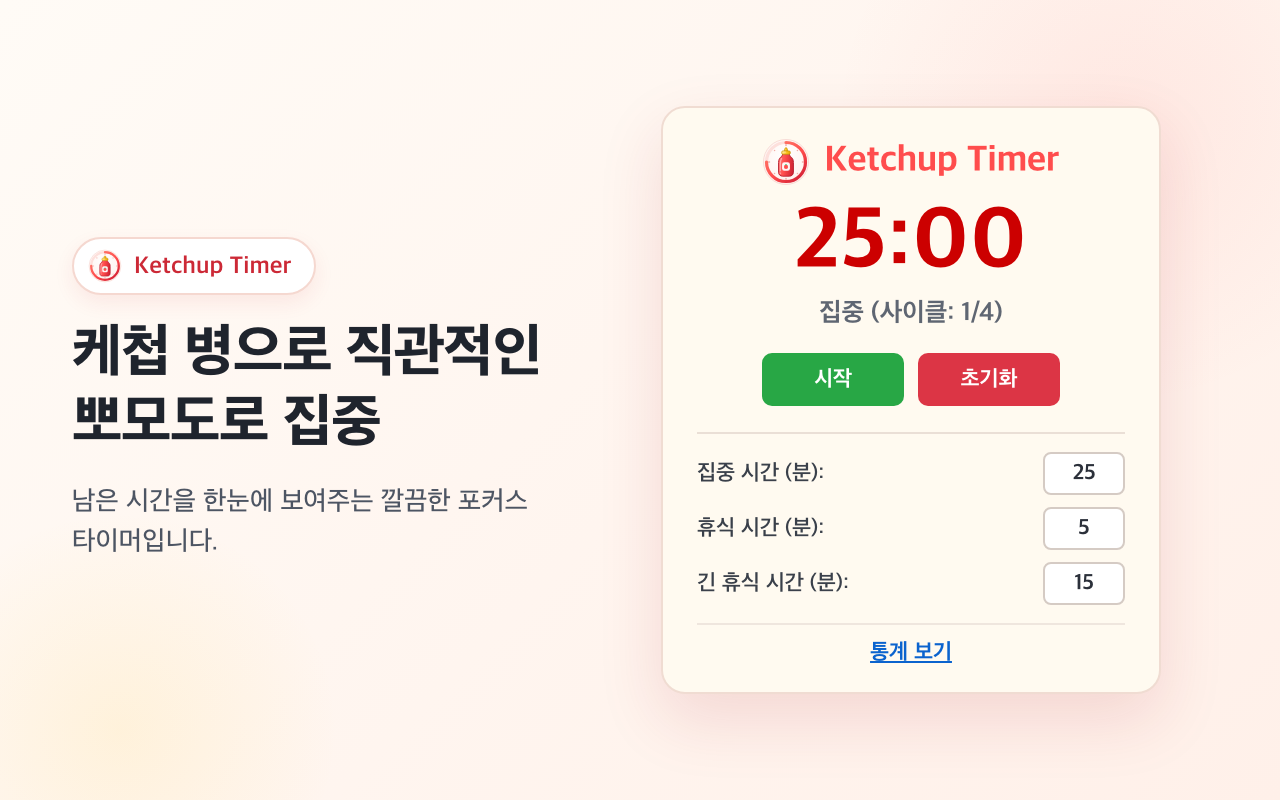 Ketchup Timer
케첩 병으로 직관적인
뽀모도로 집중
남은 시간을 한눈에 보여주는 깔끔한 포커스
타이머입니다.
Ketchup Timer
25:00
집중 (사이클: 1/4)
시작 초기화
집중 시간 (분): 25
휴식 시간 (분): 5
긴 휴식 시간 (분): 15
통계 보기